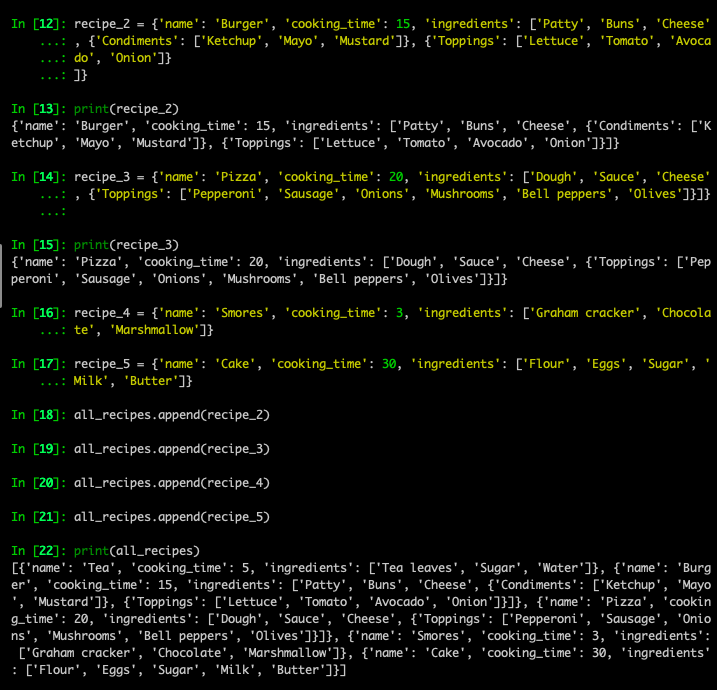 In [12]: recipe_2 = {'name': 'Burger', 'cooking_time': 15, 'ingredients': ['Patty', 'Buns', 'Cheese'
...: , {'Condiments': ['Ketchup', 'Mayo', 'Mustard']}, {'Toppings': ['Lettuce', 'Tomato', 'Avoca
...: do', 'Onion']}
...: ]}
In [13]: print(recipe_2)
{'name': 'Burger', 'cooking_time': 15, 'ingredients': ['Patty', 'Buns', 'Cheese', {'Condiments': ['K
etchup', 'Mayo', 'Mustard']}, {'Toppings': ['Lettuce', 'Tomato', 'Avocado', 'Onion']}]}
In [14]: recipe_3 = {'name': 'Pizza', 'cooking_time': 20, 'ingredients': ['Dough', 'Sauce', 'Cheese'
...: , {'Toppings': ['Pepperoni', 'Sausage', 'Onions', 'Mushrooms', 'Bell peppers', 'Olives']}]}
...:
In [15]: print(recipe_3)
{'name': 'Pizza', 'cooking_time': 20, 'ingredients': ['Dough', 'Sauce', 'Cheese', {'Toppings': ['Pep
peroni', 'Sausage', 'Onions', 'Mushrooms', 'Bell peppers', 'Olives']}]}
In [16]: recipe_4 = {'name': 'Smores', 'cooking_time': 3, 'ingredients': ['Graham cracker', 'Chocola
...: te', 'Marshmallow']}
In [17]: recipe_5 = {'name': 'Cake', 'cooking_time': 30, 'ingredients': ['Flour', 'Eggs', 'Sugar', '
...: Milk', 'Butter']}
In [18]: all_recipes.append(recipe_2)
In [19]: all_recipes.append(recipe_3)
In [20]: all_recipes.append(recipe_4)
In [21]: all_recipes.append(recipe_5)
In [22]: print(all_recipes)
[{'name': 'Tea', 'cooking_time': 5, 'ingredients': ['Tea leaves', 'Sugar', 'Water']}, {'name': 'Burg
er', 'cooking_time': 15, 'ingredients': ['Patty', 'Buns', 'Cheese', {'Condiments': ['Ketchup', 'Mayo
', 'Mustard']}, {'Toppings': ['Lettuce', 'Tomato', 'Avocado', 'Onion']}]}, {'name': 'Pizza', 'cookin
g_time': 20, 'ingredients': ['Dough', 'Sauce', 'Cheese', {'Toppings': ['Pepperoni', 'Sausage', 'Onio
ns', 'Mushrooms', 'Bell peppers', 'Olives']}]}, {'name': 'Smores', 'cooking_time': 3, 'ingredients':
['Graham cracker', 'Chocolate', 'Marshmallow']}, {'name': 'Cake', 'cooking_time': 30, 'ingredients'
: ['Flour', 'Eggs', 'Sugar', 'Milk', 'Butter']}]